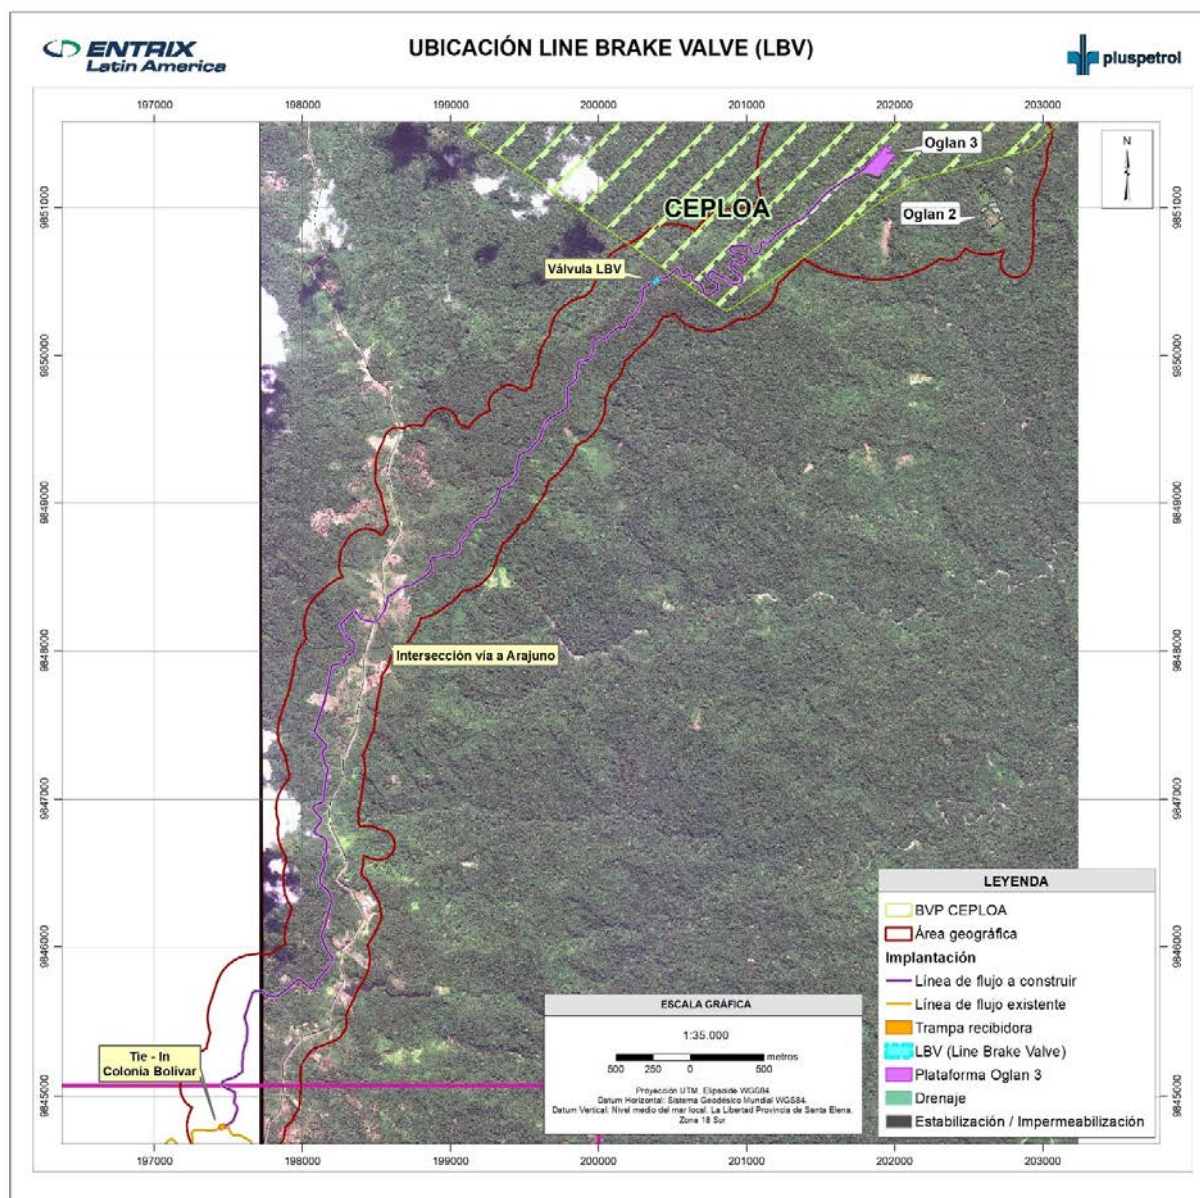 ENTRIX
Latin America
UBICACIÓN LINE BRAKE VALVE (LBV)
pluspetrol
197000 198000 199000 200000 201000 202000 203000
N
Oglan 3
9851000
CEPLOA
Oglan 2
9851000
Válvula LBV
9850000
9850000
9849000
9849000
9848000
Intersección vía a Arajuno
9848000
9847000
9847000
LEYENDA
BVP CEPLOA
Área geográfica
9846000
9846000
Implantación
Línea de flujo a construir
Línea de flujo existente
Trampa recibidora
LBV (Line Brake Valve)
Plataforma Oglan 3
Drenaje
Estabilización / Impermeabilización
ESCALA GRÁFICA
1:35.000
500 250 0 500 metros
Proyección UTM. Elipsoide WGS84
Datum Horizontal: Sistema Geodésico Mundial WGS84.
Datum Vertical: Nivel medio del mar local. La Libertad Provincia de Santa Elena.
Zona 18 Sur
Tie - In
Colonia Bolívar
9845000
9845000
197000 198000 199000 200000 201000 202000 203000